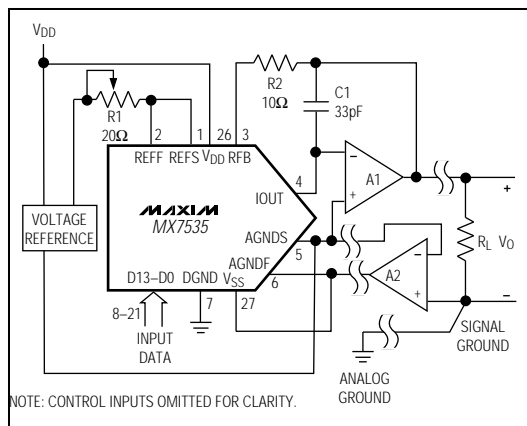 VDD
R1
20Ω
R2
10Ω
C1
33pF
2 1 26 3
REFF REFS VDD RFB
4
IOUT
A1
+
−
+
−
VOLTAGE
REFERENCE
MAXIM
MX7535
AGNDS
5
AGNDF
6
A2
−
+
RL VO
D13–D0 DGND VSS
8–21
7
27
INPUT
DATA
−
SIGNAL
GROUND
ANALOG
GROUND
NOTE: CONTROL INPUTS OMITTED FOR CLARITY.